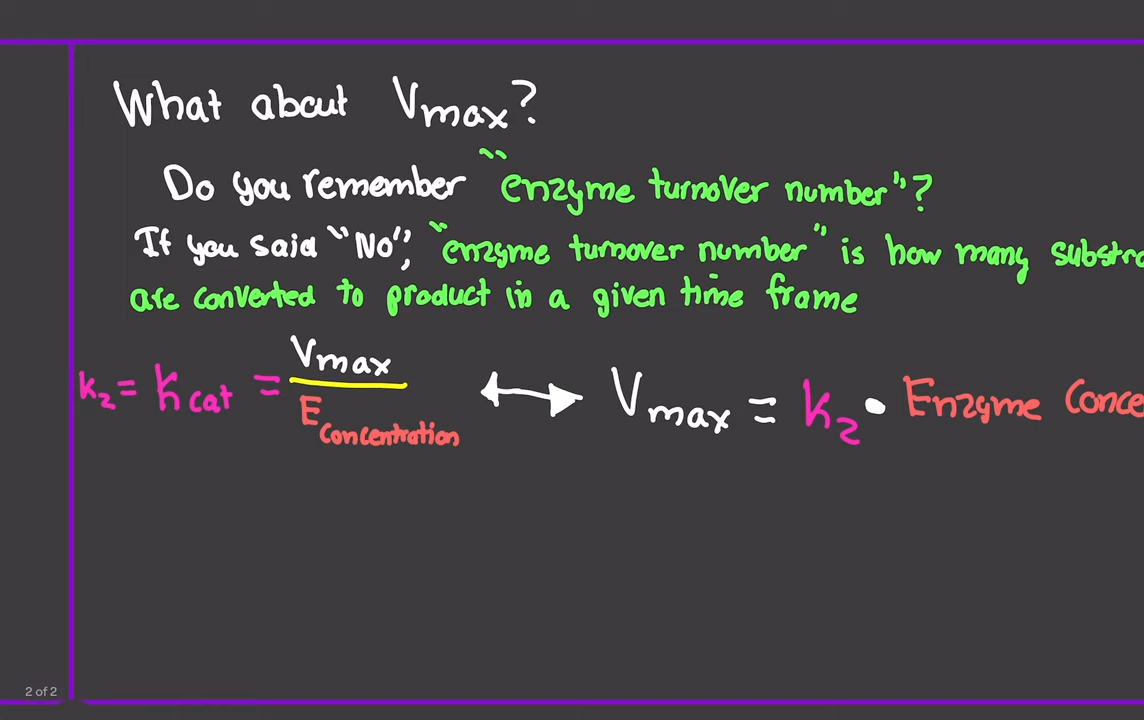 What about Vmax?
Do you remember "enzyme turnover number"?
If you said "No", "enzyme turnover number" is how many
are converted to product in a given time frame
k2 = kcat = Vmax / E Concentration ↔ Vmax = k2 • Enzyme
2 of 2